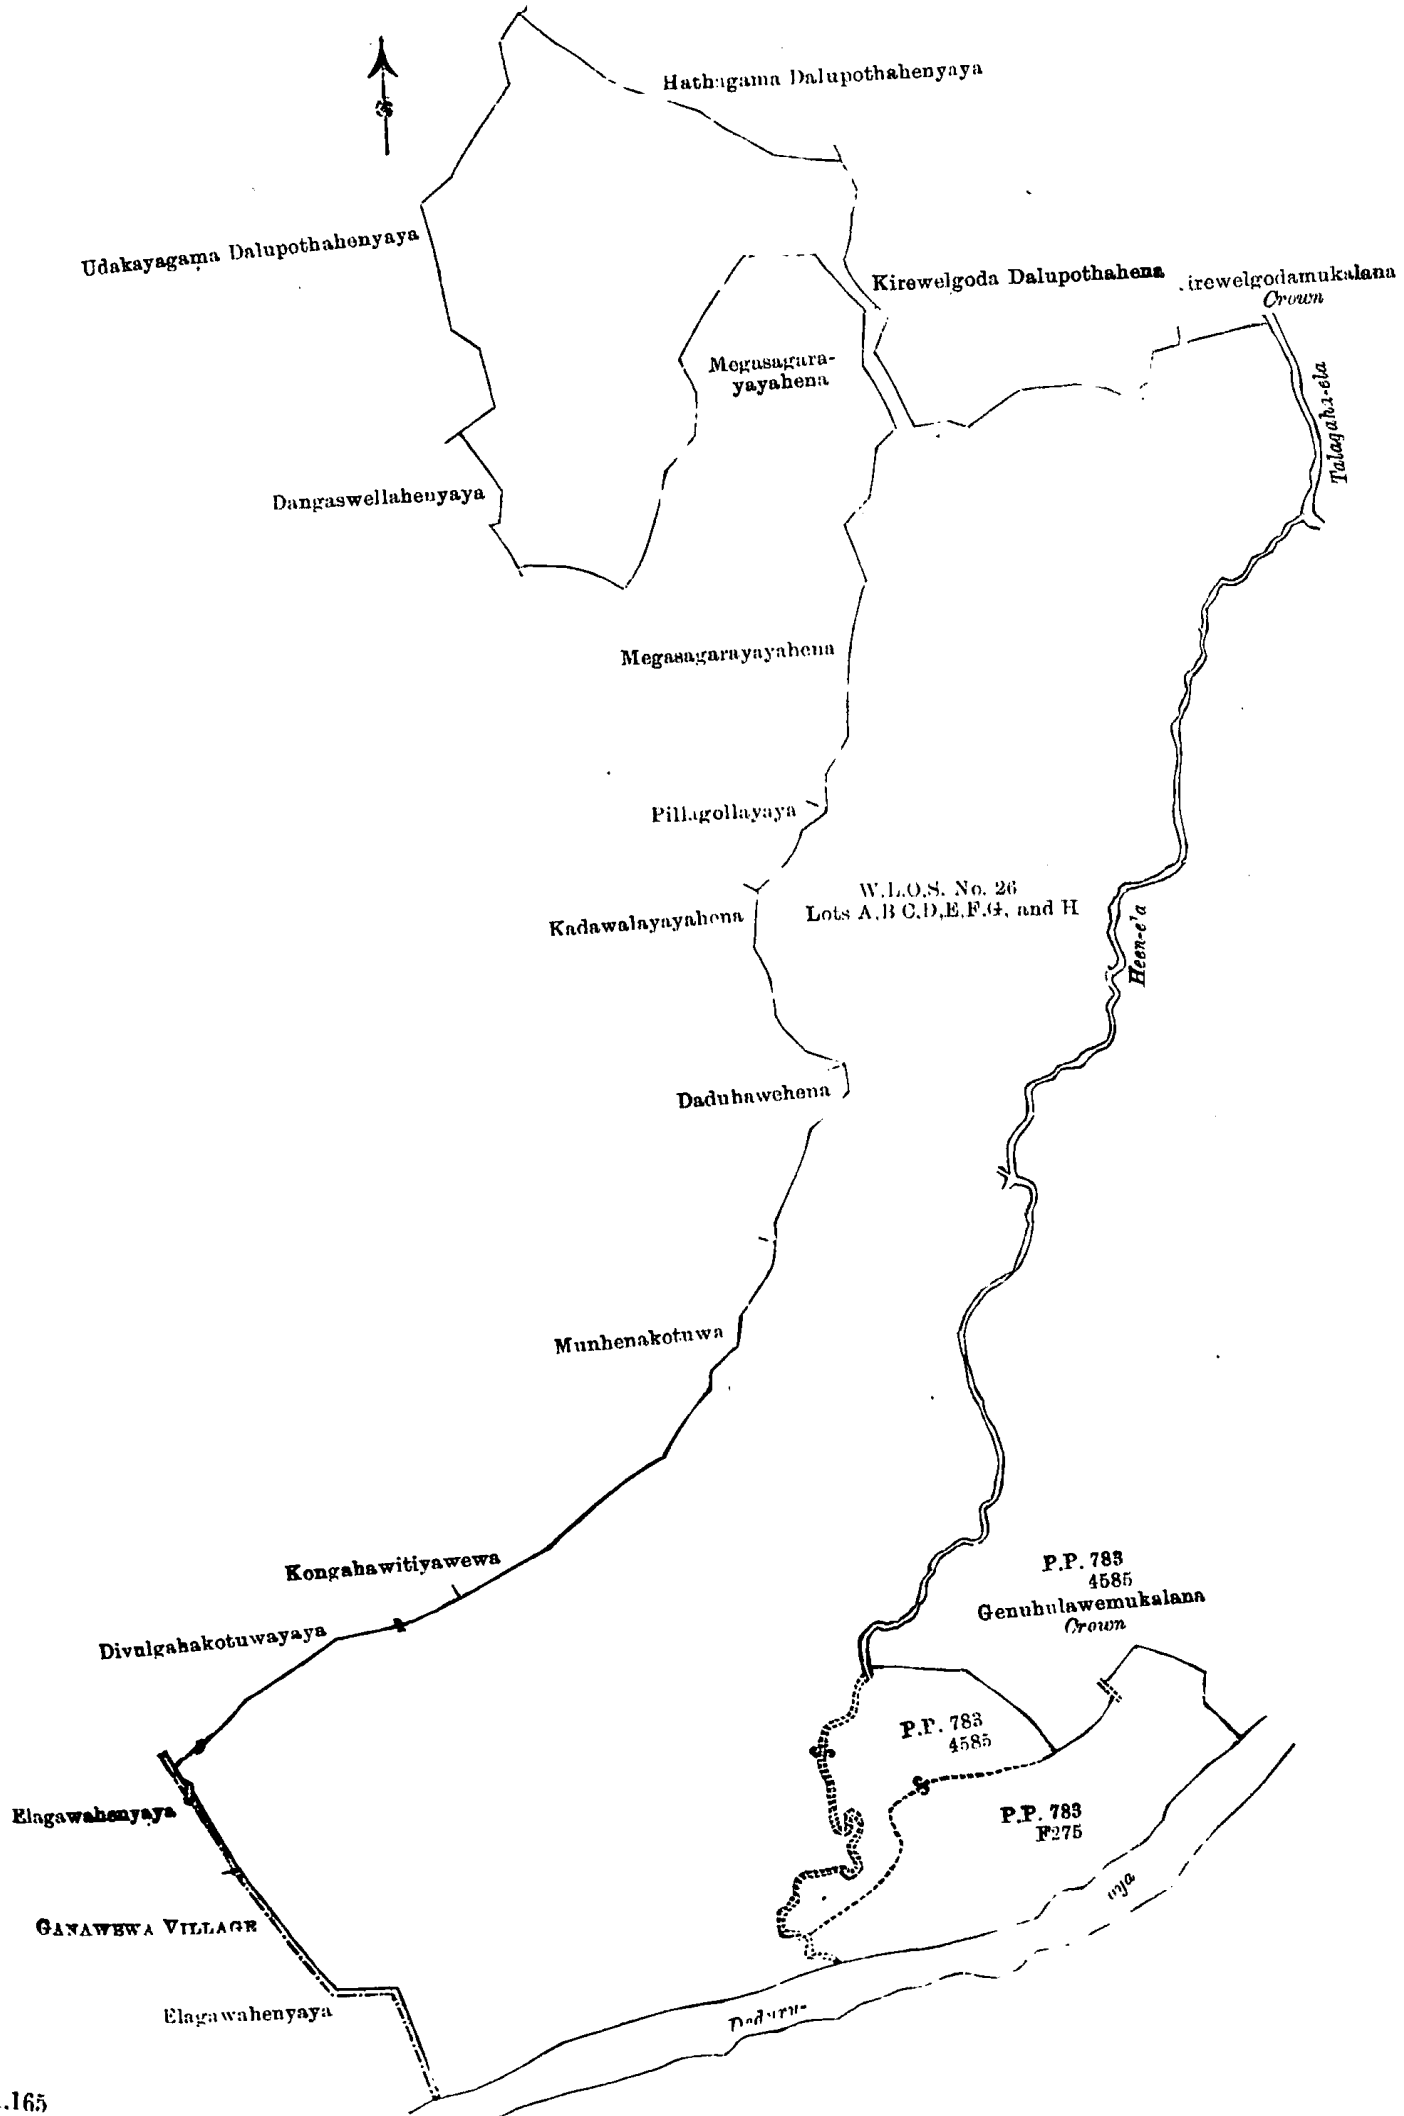 Hathagama Dalupothahenyaya
Udakayagama Dalupothahenyaya
Kirewelgoda Dalupothahena
irewelgodamukalana
Crown
Megasagara-
yayahena
Talagaha-ela
Dangaswellahenyaya
Megasagarayayahena
Pillagollayaya
W.L.O.S. No. 26
Lots A,B C,D,E,F,G, and H
Kadawalayayahena
Heen-ela
Daduhawehena
Munhenakotuwa
Kongahawitiyawewa
P.P. 783
4585
Genuhulawemukalana
Crown
Divulgahakotuwayaya
P.P. 783
4585
Elagawahenyaya
P.P. 783
F275
oya
GANAWEWA VILLAGE
Elagawahenyaya
Daduru-
.165